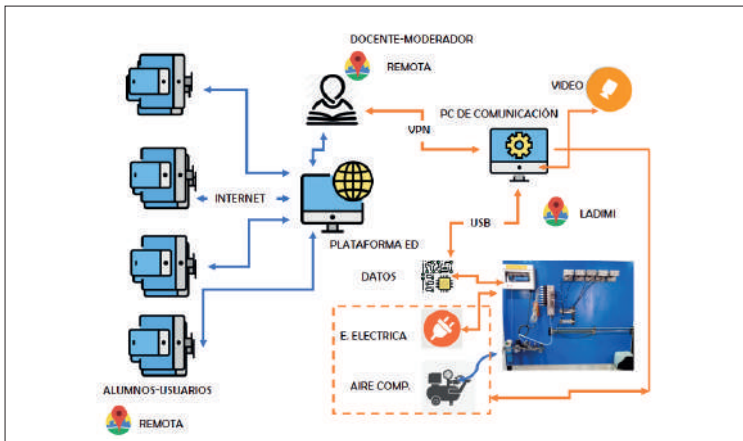 DOCENTE-MODERADOR
REMOTA
VIDEO
PC DE COMUNICACIÓN
VPN
INTERNET
PLATAFORMA ED
USB
LADIMI
DATOS
E. ELECTRICA
AIRE COMP.
ALUMNOS-USUARIOS
REMOTA